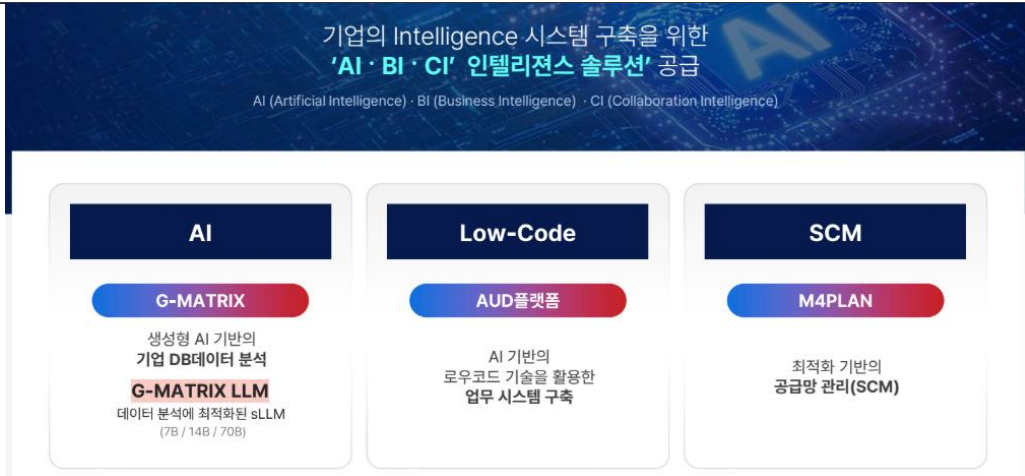 기업의 Intelligence 시스템 구축을 위한
‘AI · BI · CI’ 인텔리젼스 솔루션’ 공급
AI (Artificial Intelligence) · BI (Business Intelligence) · CI (Collaboration Intelligence)
AI
AI
G-MATRIX
생성형 AI 기반의
기업 DB데이터 분석
G-MATRIX LLM
데이터 분석에 최적화된 sLLM
(7B / 14B / 70B)
Low-Code
AUD플랫폼
AI 기반의
로우코드 기술을 활용한
업무 시스템 구축
SCM
M4PLAN
최적화 기반의
공급망 관리(SCM)